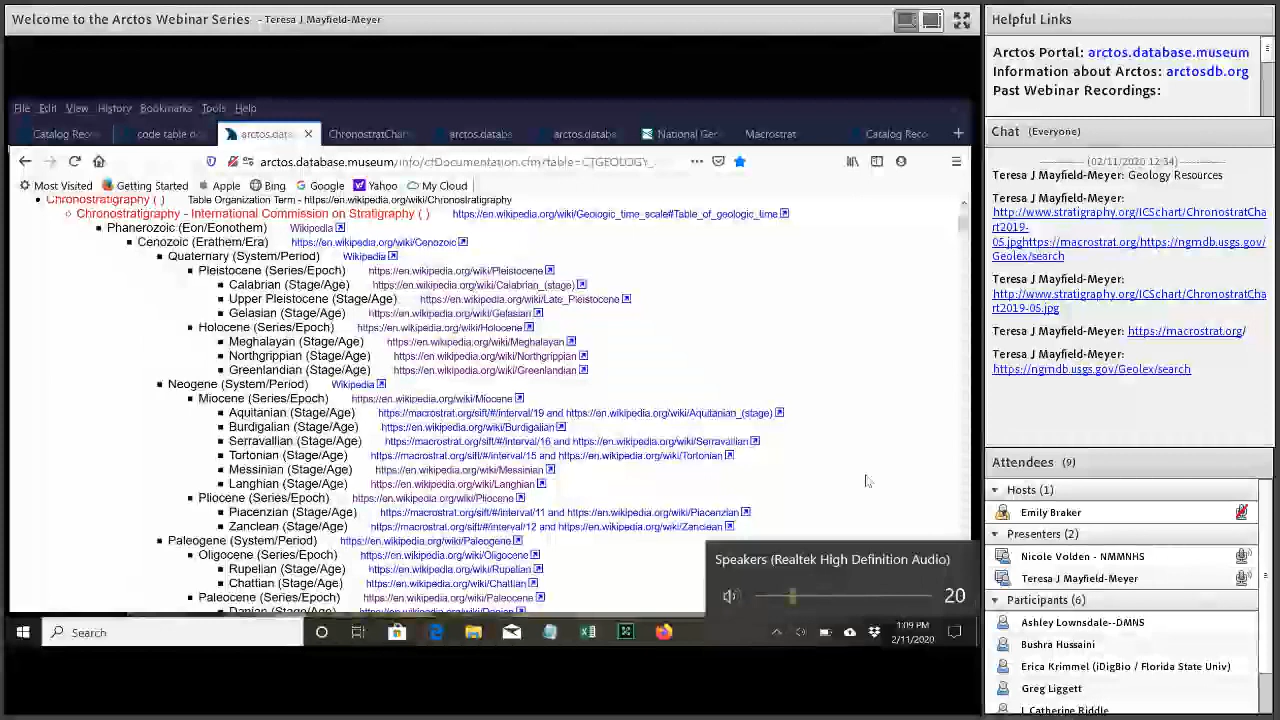 Welcome to the Arctos Webinar Series - Teresa J Mayfield-Meyer
File Edit View History Bookmarks Tools Help
Catalog Reco code table do arctos.data ChronostratChar arctos.databs arctos.databs National Geo Macrostrat Catalog Reco
arctos.database.museum/info/ctDocumentation.cfm?table=CTGEOLOGY_
Most Visited Getting Started Apple Bing Google Yahoo My Cloud
Chronostratigraphy ( ) Table Organization Term - https://en.wikipedia.org/wiki/Chronostratigraphy
Chronostratigraphy - International Commission on Stratigraphy ( ) https://en.wikipedia.org/wiki/Geologic_time_scale#Table_of_geologic_time
Phanerozoic (Eon/Eonothem) Wikipedia
Cenozoic (Erathem/Era) https://en.wikipedia.org/wiki/Cenozoic
Quaternary (System/Period) Wikipedia
Pleistocene (Series/Epoch) https://en.wikipedia.org/wiki/Pleistocene
Calabrian (Stage/Age) https://en.wikipedia.org/wiki/Calabrian_(stage)
Upper Pleistocene (Stage/Age) https://en.wikipedia.org/wiki/Late_Pleistocene
Gelasian (Stage/Age) https://en.wikipedia.org/wiki/Gelasian
Holocene (Series/Epoch) https://en.wikipedia.org/wiki/Holocene
Meghalayan (Stage/Age) https://en.wikipedia.org/wiki/Meghalayan
Northgrippian (Stage/Age) https://en.wikipedia.org/wiki/Northgrippian
Greenlandian (Stage/Age) https://en.wikipedia.org/wiki/Greenlandian
Neogene (System/Period) Wikipedia
Miocene (Series/Epoch) https://en.wikipedia.org/wiki/Miocene
Aquitanian (Stage/Age) https://macrostrat.org/sift/#/interval/19 and https://en.wikipedia.org/wiki/Aquitanian_(stage)
Burdigalian (Stage/Age) https://en.wikipedia.org/wiki/Burdigalian
Serravallian (Stage/Age) https://macrostrat.org/sift/#/interval/16 and https://en.wikipedia.org/wiki/Serravallian
Tortonian (Stage/Age) https://macrostrat.org/sift/#/interval/15 and https://en.wikipedia.org/wiki/Tortonian
Messinian (Stage/Age) https://en.wikipedia.org/wiki/Messinian
Langhian (Stage/Age) https://en.wikipedia.org/wiki/Langhian
Pliocene (Series/Epoch) https://en.wikipedia.org/wiki/Pliocene
Piacenzian (Stage/Age) https://macrostrat.org/sift/#/interval/11 and https://en.wikipedia.org/wiki/Piacenzian
Zanclean (Stage/Age) https://macrostrat.org/sift/#/interval/12 and https://en.wikipedia.org/wiki/Zanclean
Paleogene (System/Period) https://en.wikipedia.org/wiki/Paleogene
Oligocene (Series/Epoch) https://en.wikipedia.org/wiki/Oligocene
Rupelian (Stage/Age) https://en.wikipedia.org/wiki/Rupelian
Chattian (Stage/Age) https://en.wikipedia.org/wiki/Chattian
Paleocene (Series/Epoch) https://en.wikipedia.org/wiki/Paleocene
Danian (Stage/Age) https://en.wikipedia.org/wiki/Danian
Speakers (Realtek High Definition Audio)
20
Search
1:09 PM
2/11/2020
Helpful Links
Arctos Portal: arctos.database.museum
Information about Arctos: arctosdb.org
Past Webinar Recordings:
Chat (Everyone)
(02/11/2020 12:34)
Teresa J Mayfield-Meyer: Geology Resources
Teresa J Mayfield-Meyer:
http://www.stratigraphy.org/ICSchart/ChronostratCha
rt2019-
05.jpghttps://macrostrat.org/https://ngmdb.usgs.gov/
Geolex/search
Teresa J Mayfield-Meyer:
http://www.stratigraphy.org/ICSchart/ChronostratCha
rt2019-05.jpg
Teresa J Mayfield-Meyer: https://macrostrat.org/
Teresa J Mayfield-Meyer:
https://ngmdb.usgs.gov/Geolex/search
Attendees (9)
Hosts (1)
Emily Braker
Presenters (2)
Nicole Volden - NMMNHS
Teresa J Mayfield-Meyer
Participants (6)
Ashley Lownsdale--DMNS
Bushra Hussaini
Erica Krimmel (iDigBio / Florida State Univ)
Greg Liggett
J. Catherine Riddle